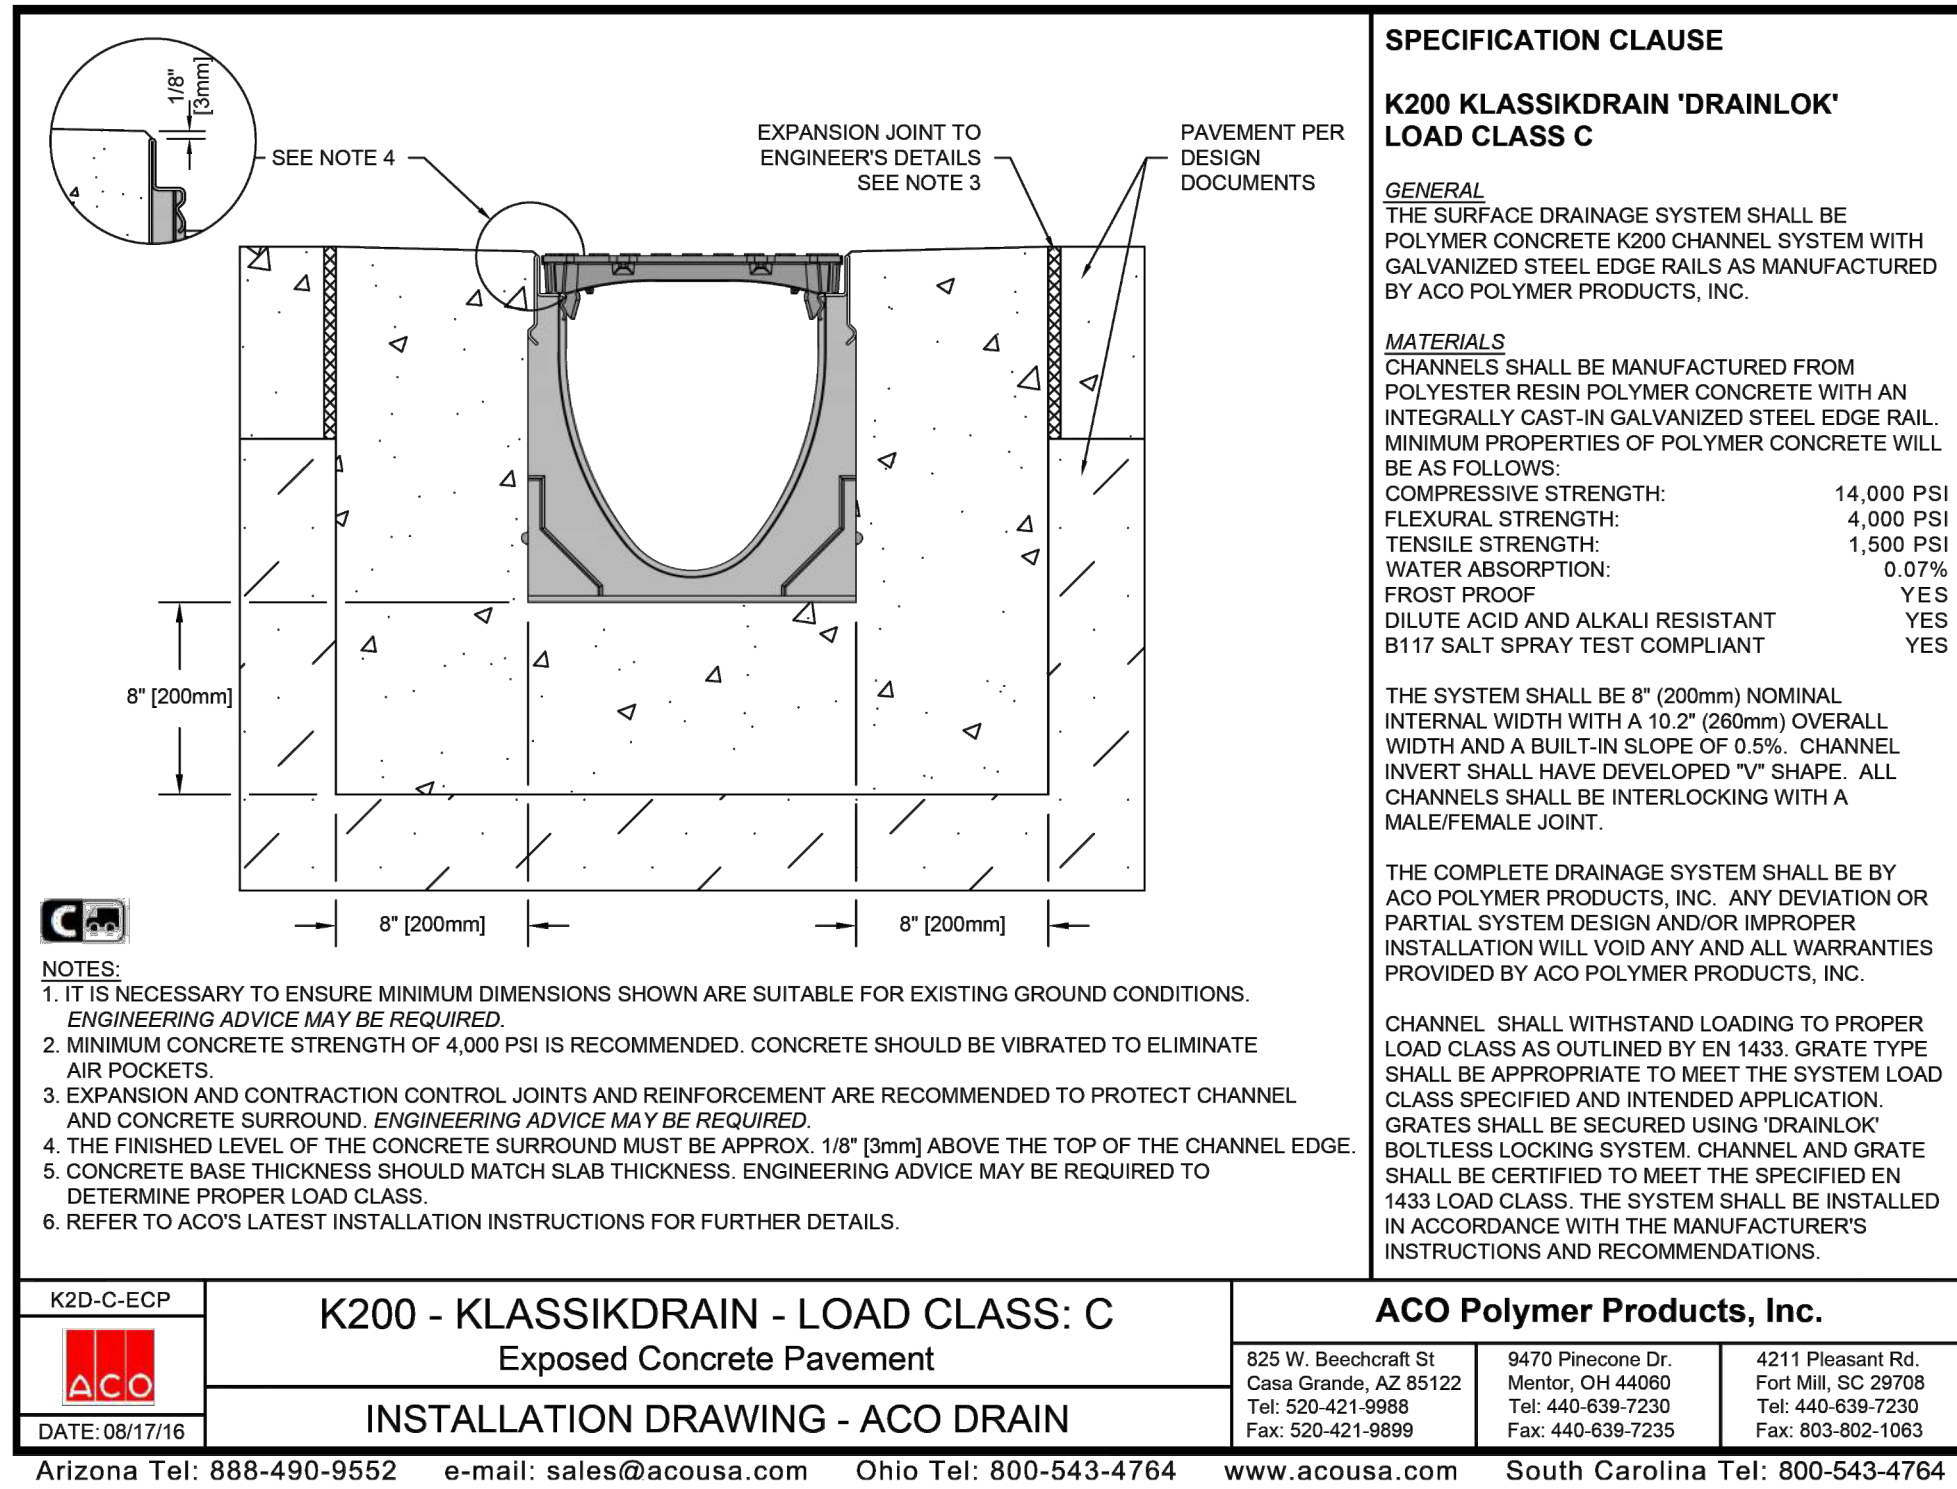 1/8"
[3mm]
SEE NOTE 4
EXPANSION JOINT TO
ENGINEER'S DETAILS
SEE NOTE 3
PAVEMENT PER
DESIGN
DOCUMENTS
8" [200mm]
8" [200mm]
8" [200mm]
C
NOTES:
1. IT IS NECESSARY TO ENSURE MINIMUM DIMENSIONS SHOWN ARE SUITABLE FOR EXISTING GROUND CONDITIONS.
ENGINEERING ADVICE MAY BE REQUIRED.
2. MINIMUM CONCRETE STRENGTH OF 4,000 PSI IS RECOMMENDED. CONCRETE SHOULD BE VIBRATED TO ELIMINATE
AIR POCKETS.
3. EXPANSION AND CONTRACTION CONTROL JOINTS AND REINFORCEMENT ARE RECOMMENDED TO PROTECT CHANNEL
AND CONCRETE SURROUND. ENGINEERING ADVICE MAY BE REQUIRED.
4. THE FINISHED LEVEL OF THE CONCRETE SURROUND MUST BE APPROX. 1/8" [3mm] ABOVE THE TOP OF THE CHANNEL EDGE.
5. CONCRETE BASE THICKNESS SHOULD MATCH SLAB THICKNESS. ENGINEERING ADVICE MAY BE REQUIRED TO
DETERMINE PROPER LOAD CLASS.
6. REFER TO ACO'S LATEST INSTALLATION INSTRUCTIONS FOR FURTHER DETAILS.
SPECIFICATION CLAUSE
K200 KLASSIKDRAIN 'DRAINLOK'
LOAD CLASS C
GENERAL
THE SURFACE DRAINAGE SYSTEM SHALL BE
POLYMER CONCRETE K200 CHANNEL SYSTEM WITH
GALVANIZED STEEL EDGE RAILS AS MANUFACTURED
BY ACO POLYMER PRODUCTS, INC.
MATERIALS
CHANNELS SHALL BE MANUFACTURED FROM
POLYESTER RESIN POLYMER CONCRETE WITH AN
INTEGRALLY CAST-IN GALVANIZED STEEL EDGE RAIL.
MINIMUM PROPERTIES OF POLYMER CONCRETE WILL
BE AS FOLLOWS:
COMPRESSIVE STRENGTH: 14,000 PSI
FLEXURAL STRENGTH: 4,000 PSI
TENSILE STRENGTH: 1,500 PSI
WATER ABSORPTION: 0.07%
FROST PROOF YES
DILUTE ACID AND ALKALI RESISTANT YES
B117 SALT SPRAY TEST COMPLIANT YES
THE SYSTEM SHALL BE 8" (200mm) NOMINAL
INTERNAL WIDTH WITH A 10.2" (260mm) OVERALL
WIDTH AND A BUILT-IN SLOPE OF 0.5%. CHANNEL
INVERT SHALL HAVE DEVELOPED "V" SHAPE. ALL
CHANNELS SHALL BE INTERLOCKING WITH A
MALE/FEMALE JOINT.
THE COMPLETE DRAINAGE SYSTEM SHALL BE BY
ACO POLYMER PRODUCTS, INC. ANY DEVIATION OR
PARTIAL SYSTEM DESIGN AND/OR IMPROPER
INSTALLATION WILL VOID ANY AND ALL WARRANTIES
PROVIDED BY ACO POLYMER PRODUCTS, INC.
CHANNEL SHALL WITHSTAND LOADING TO PROPER
LOAD CLASS AS OUTLINED BY EN 1433. GRATE TYPE
SHALL BE APPROPRIATE TO MEET THE SYSTEM LOAD
CLASS SPECIFIED AND INTENDED APPLICATION.
GRATES SHALL BE SECURED USING 'DRAINLOK'
BOLTLESS LOCKING SYSTEM. CHANNEL AND GRATE
SHALL BE CERTIFIED TO MEET THE SPECIFIED EN
1433 LOAD CLASS. THE SYSTEM SHALL BE INSTALLED
IN ACCORDANCE WITH THE MANUFACTURER'S
INSTRUCTIONS AND RECOMMENDATIONS.
K2D-C-ECP
ACO
DATE: 08/17/16
K200 - KLASSIKDRAIN - LOAD CLASS: C
Exposed Concrete Pavement
INSTALLATION DRAWING - ACO DRAIN
ACO Polymer Products, Inc.
825 W. Beechcraft St
Casa Grande, AZ 85122
Tel: 520-421-9988
Fax: 520-421-9899
9470 Pinecone Dr.
Mentor, OH 44060
Tel: 440-639-7230
Fax: 440-639-7235
4211 Pleasant Rd.
Fort Mill, SC 29708
Tel: 440-639-7230
Fax: 803-802-1063
Arizona Tel: 888-490-9552 e-mail: sales@acousa.com Ohio Tel: 800-543-4764 www.acousa.com South Carolina Tel: 800-543-4764